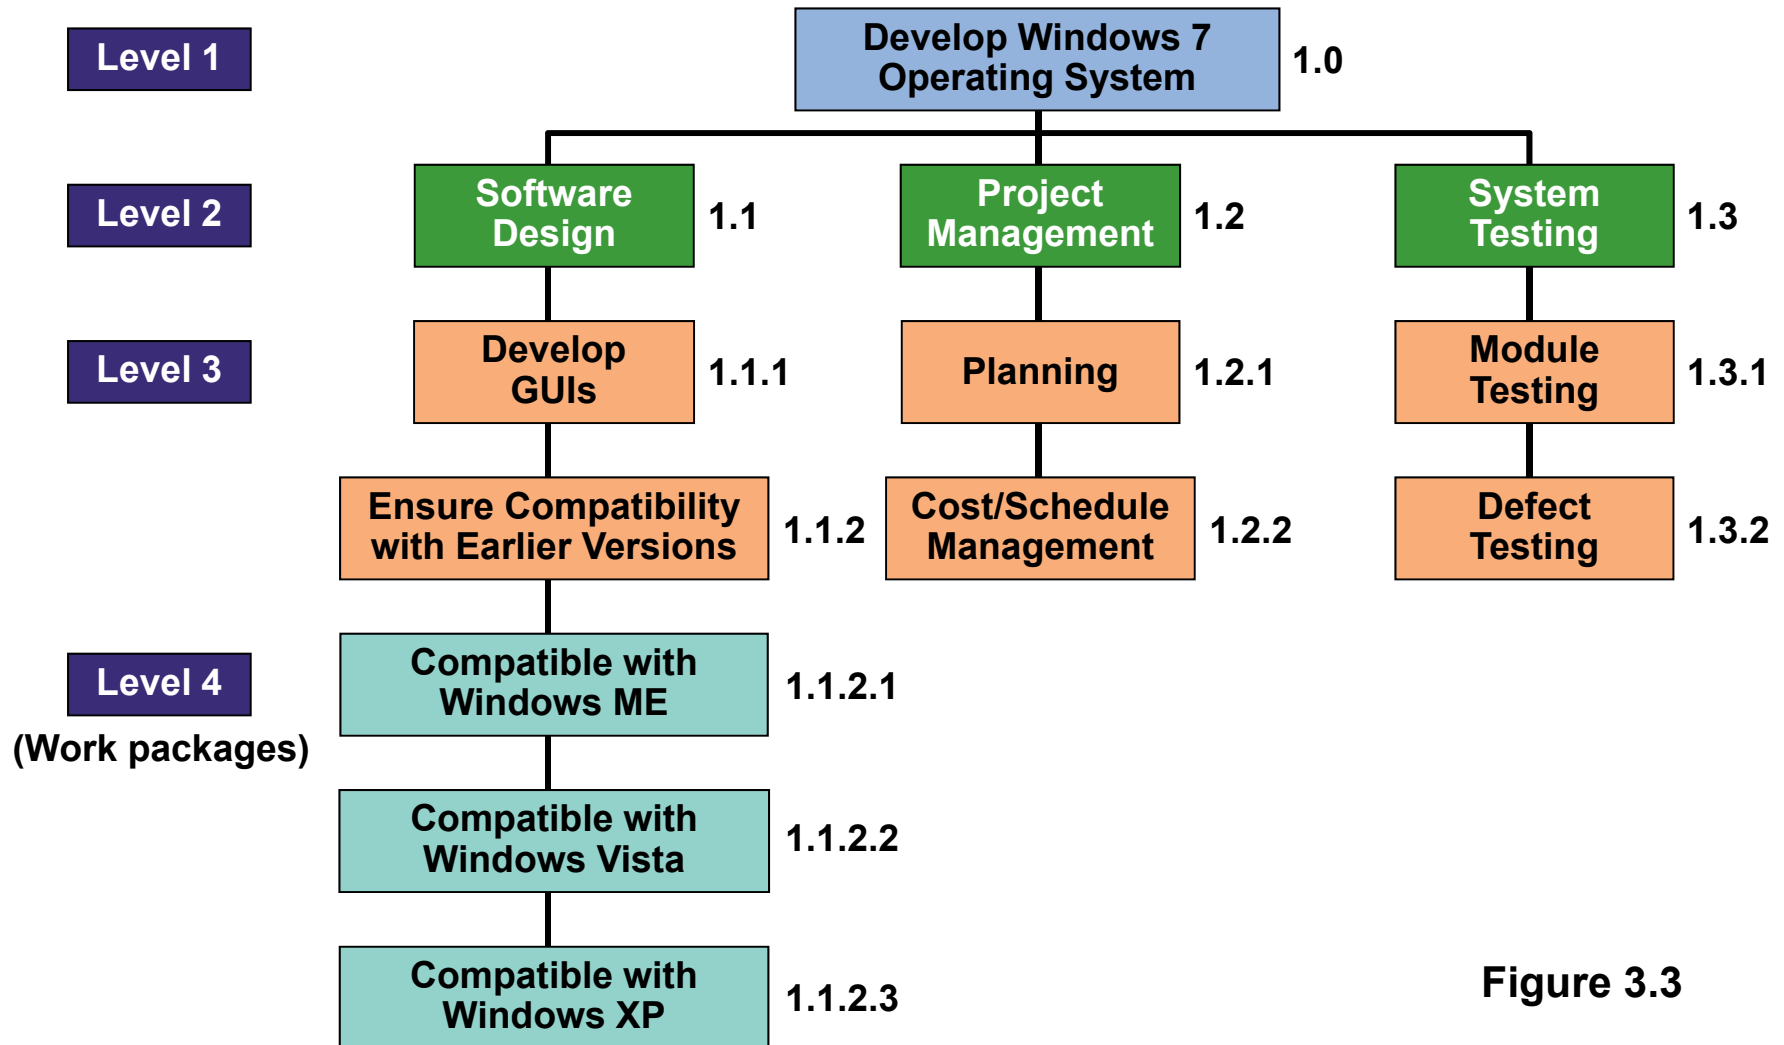 Level 1
Develop Windows 7
Operating System
1.0
Level 2
Software
Design
1.1
Project
Management
1.2
System
Testing
1.3
Level 3
Develop
GUIs
1.1.1
Planning
1.2.1
Module
Testing
1.3.1
Ensure Compatibility
with Earlier Versions
1.1.2
Cost/Schedule
Management
1.2.2
Defect
Testing
1.3.2
Level 4
(Work packages)
Compatible with
Windows ME
1.1.2.1
Compatible with
Windows Vista
1.1.2.2
Compatible with
Windows XP
1.1.2.3
Figure 3.3